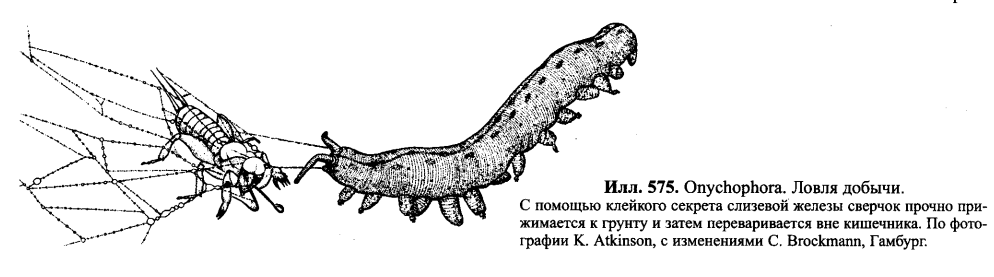 Илл. 575. Onychophora. Ловля добычи.
С помощью клейкого секрета слизевой железы сверчок прочно при-
жимается к грунту и затем переваривается вне кишечника. По фото-
графии K. Atkinson, с изменениями C. Brockmann, Гамбург.